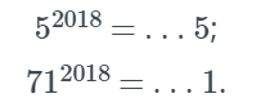 5^2018 = ...5;
71^2018 = ...1.